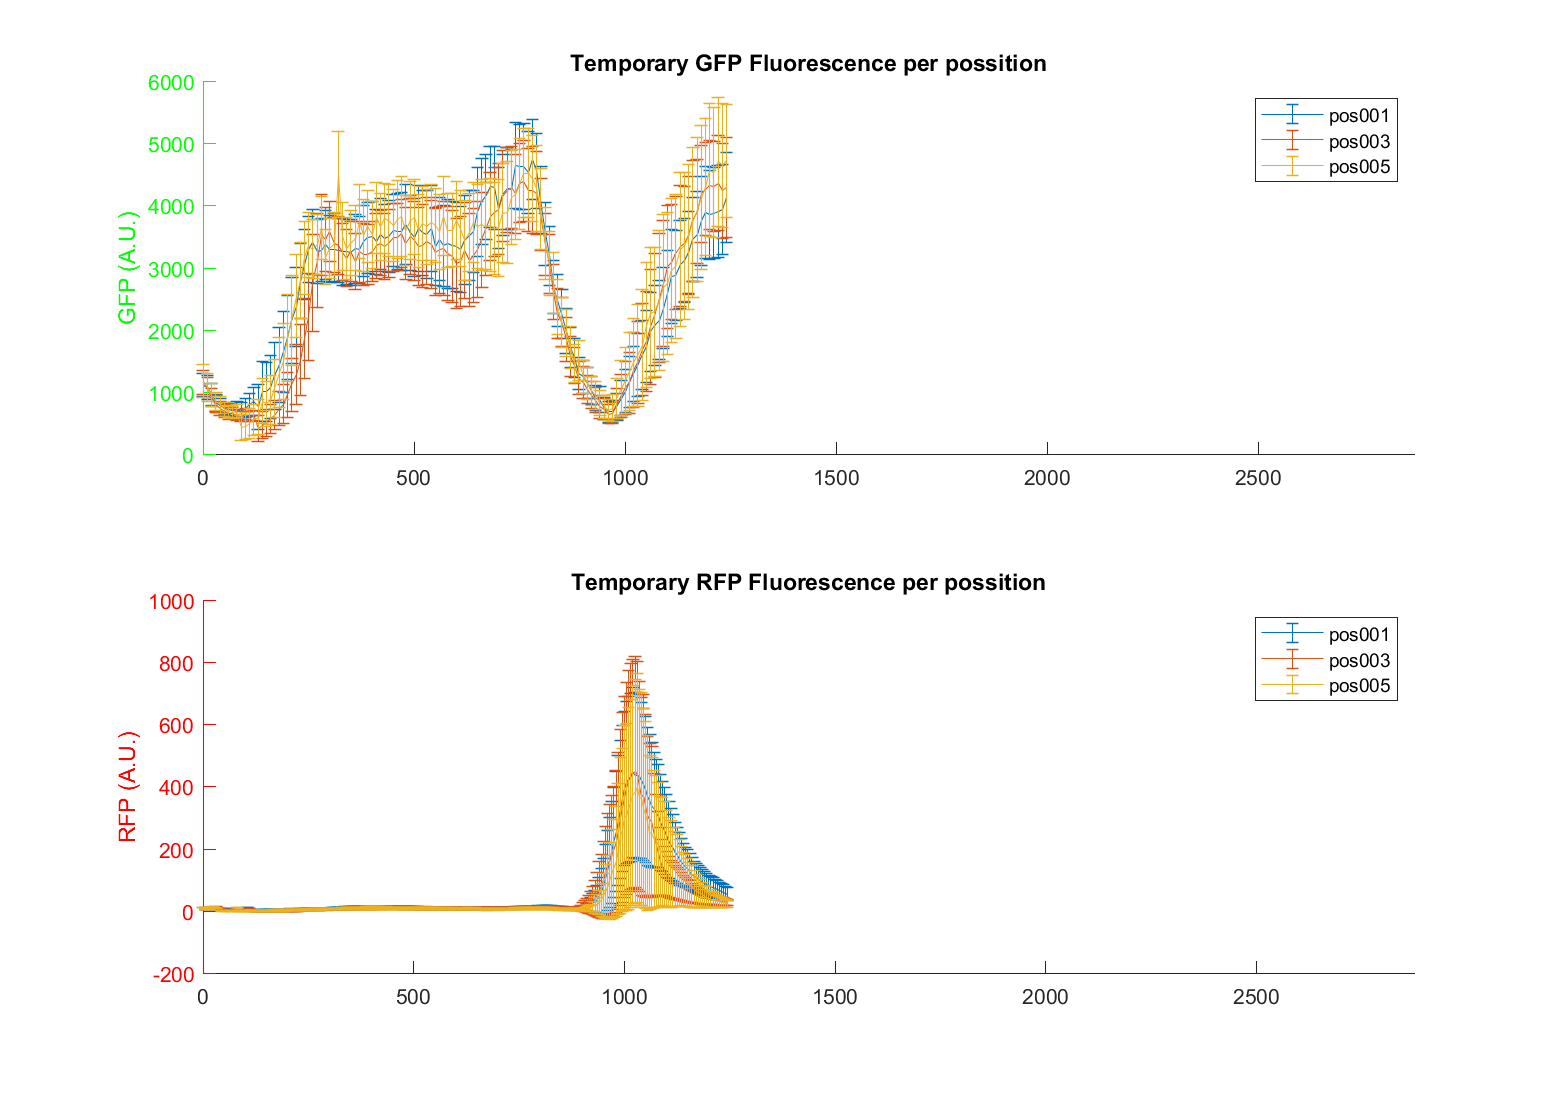 Temporary GFP Fluorescence per possition
6000
5000
4000
3000
2000
1000
0
GFP (A.U.)
0 500 1000 1500 2000 2500
pos001
pos003
pos005
Temporary RFP Fluorescence per possition
1000
800
600
400
200
0
-200
RFP (A.U.)
0 500 1000 1500 2000 2500
pos001
pos003
pos005